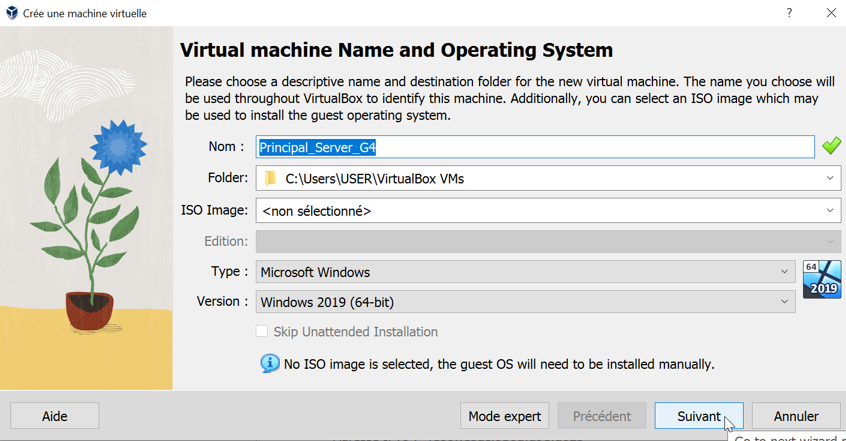 Crée une machine virtuelle
?
Virtual machine Name and Operating System
Please choose a descriptive name and destination folder for the new virtual machine. The name you choose will
be used throughout VirtualBox to identify this machine. Additionally, you can select an ISO image which may
be used to install the guest operating system.
Nom : Principal_Server_G4
Folder: C:\Users\USER\VirtualBox VMs
ISO Image: <non sélectionné>
Edition:
Type : Microsoft Windows
64
2019
Version : Windows 2019 (64-bit)
Skip Unattended Installation
No ISO image is selected, the guest OS will need to be installed manually.
Aide Mode expert Précédent Suivant Annuler
Go to next wizard